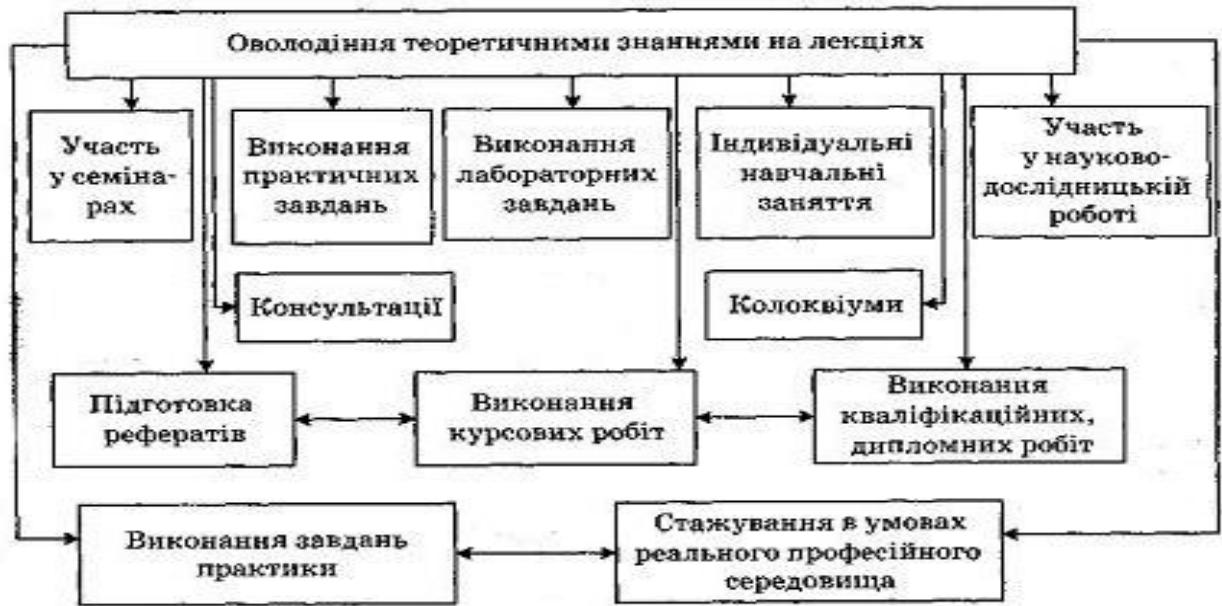 Оволодіння теоретичними знаннями на лекціях
Участь
у семіна-
рах
Виконання
практичних
завдань
Виконання
лабораторних
завдань
Індивідуальні
навчальні
заняття
Участь
у науково-
дослідницькій
роботі
Консультації
Колоквіуми
Підготовка
рефератів
Виконання
курсових робіт
Виконання
кваліфікаційних,
дипломних робіт
Виконання завдань
практики
Стажування в умовах
реального професійного
середовища